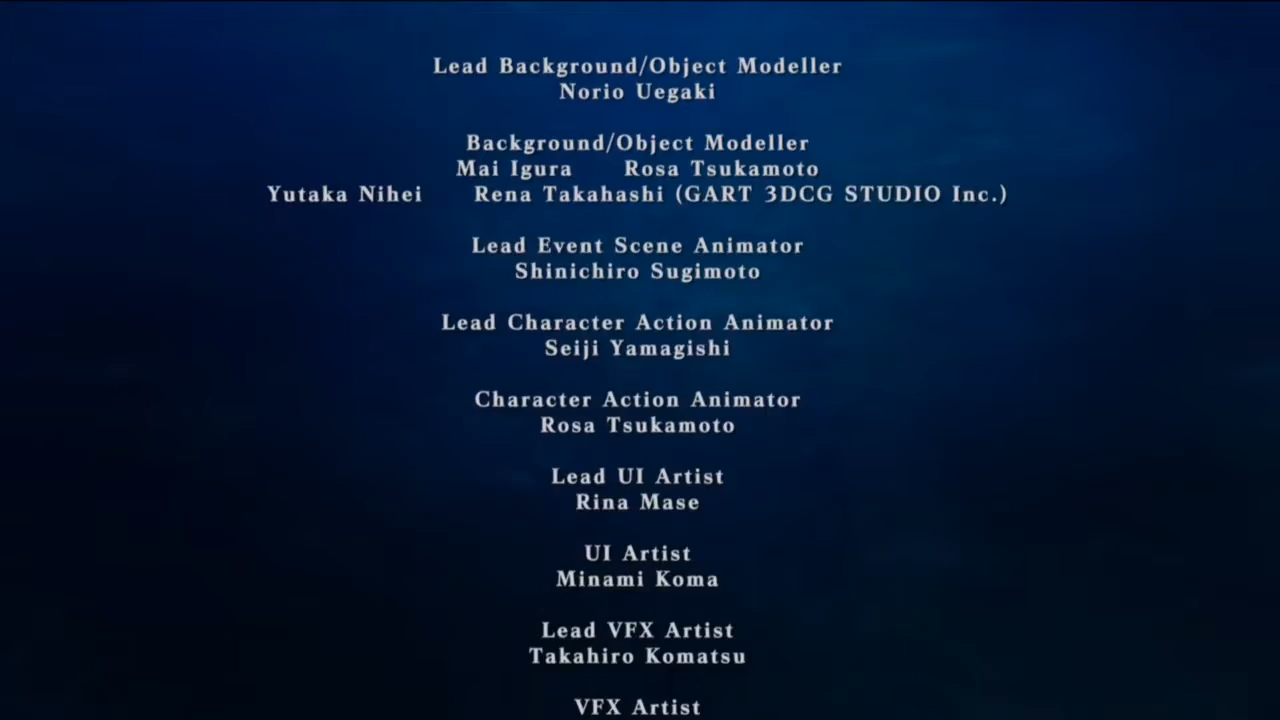 Lead Background/Object Modeller
Norio Uegaki
Background/Object Modeller
Mai Igura Rosa Tsukamoto
Yutaka Nihei Rena Takahashi (GART 3DCG STUDIO Inc.)
Lead Event Scene Animator
Shinichiro Sugimoto
Lead Character Action Animator
Seiji Yamagishi
Character Action Animator
Rosa Tsukamoto
Lead UI Artist
Rina Mase
UI Artist
Minami Koma
Lead VFX Artist
Takahiro Komatsu
VFX Artist